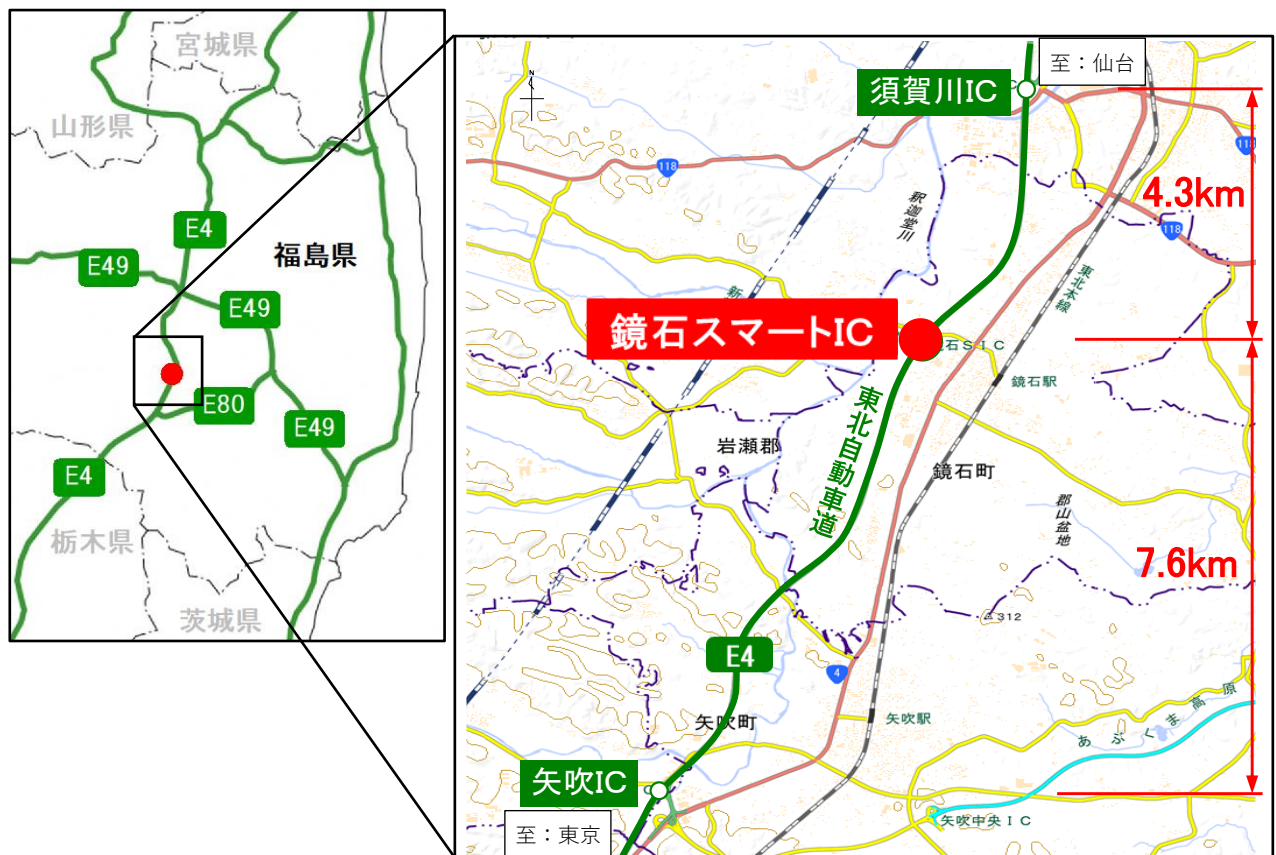 宮城県
山形県
E4
E49
福島県
E49
E80
E49
E4
栃木県
茨城県
至：仙台
須賀川IC
N
118
118
4.3km
釈迦堂川
118
東北本線
新
鏡石スマートIC
石SIC
鏡石駅
東北自動車道
岩瀬郡
鏡石町
郡山盆地
7.6km
312
E4
4
矢吹町
矢吹駅
あぶくま高原
矢吹IC
矢吹中央IC
至：東京